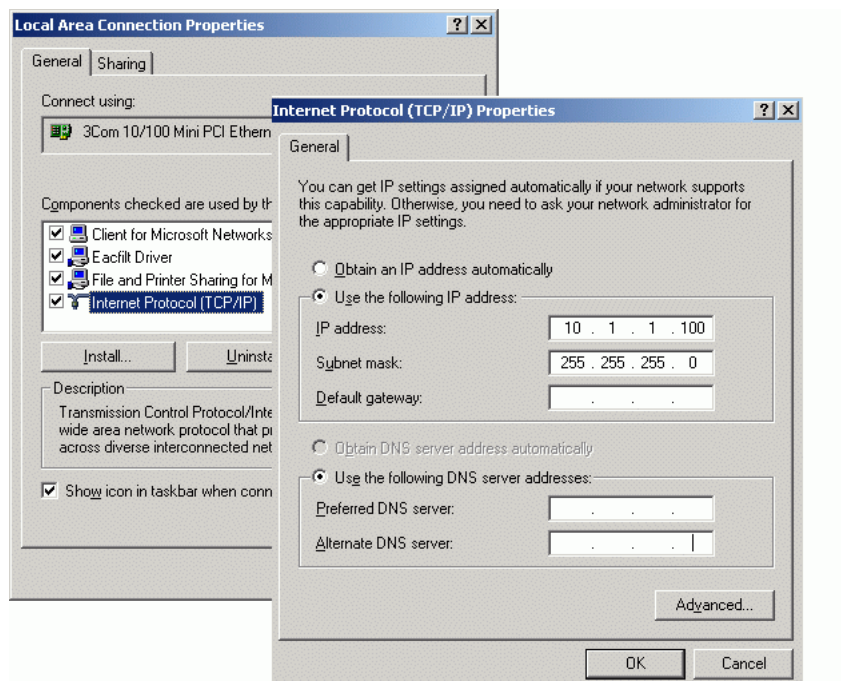 Local Area Connection Properties
General
Sharing
Connect using:
3Com 10/100 Mini PCI Ethern
Components checked are used by th
Client for Microsoft Networks
Eacfilt Driver
File and Printer Sharing for M
Internet Protocol (TCP/IP)
Install...
Uninsta
Description
Transmission Control Protocol/Inte
wide area network protocol that pr
across diverse interconnected net
Show icon in taskbar when conn
Internet Protocol (TCP/IP) Properties
General
You can get IP settings assigned automatically if your network supports
this capability. Otherwise, you need to ask your network administrator for
the appropriate IP settings.
Obtain an IP address automatically
Use the following IP address:
IP address: 10 . 1 . 1 . 100
Subnet mask: 255 . 255 . 255 . 0
Default gateway: . . .
Obtain DNS server address automatically
Use the following DNS server addresses:
Preferred DNS server: . . .
Alternate DNS server: . . .
Advanced...
OK
Cancel